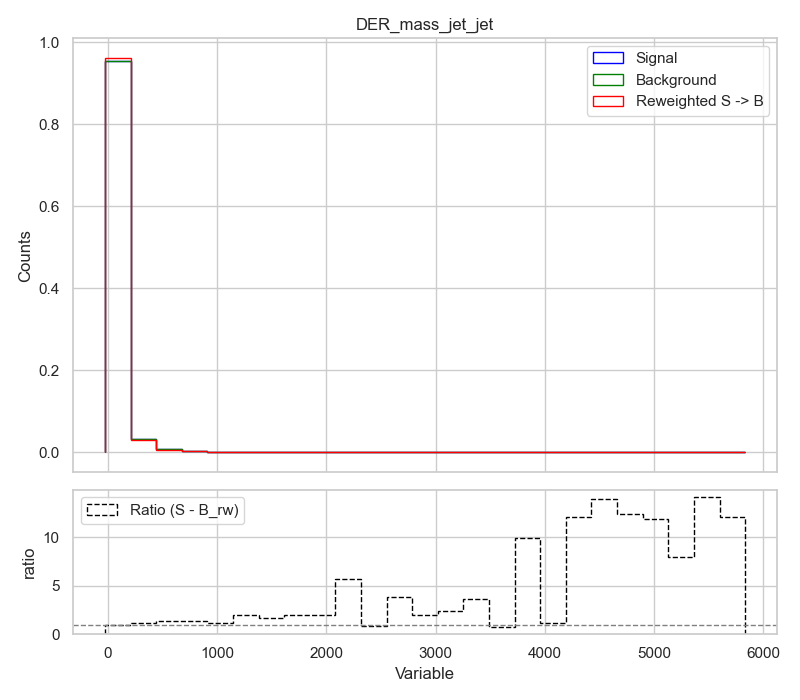 DER_mass_jet_jet
1.0
0.8
0.6
0.4
0.2
0.0
Counts
Signal
Background
Reweighted S -> B
10
5
0
ratio
Ratio (S - B_rw)
0
1000
2000
3000
4000
5000
6000
Variable